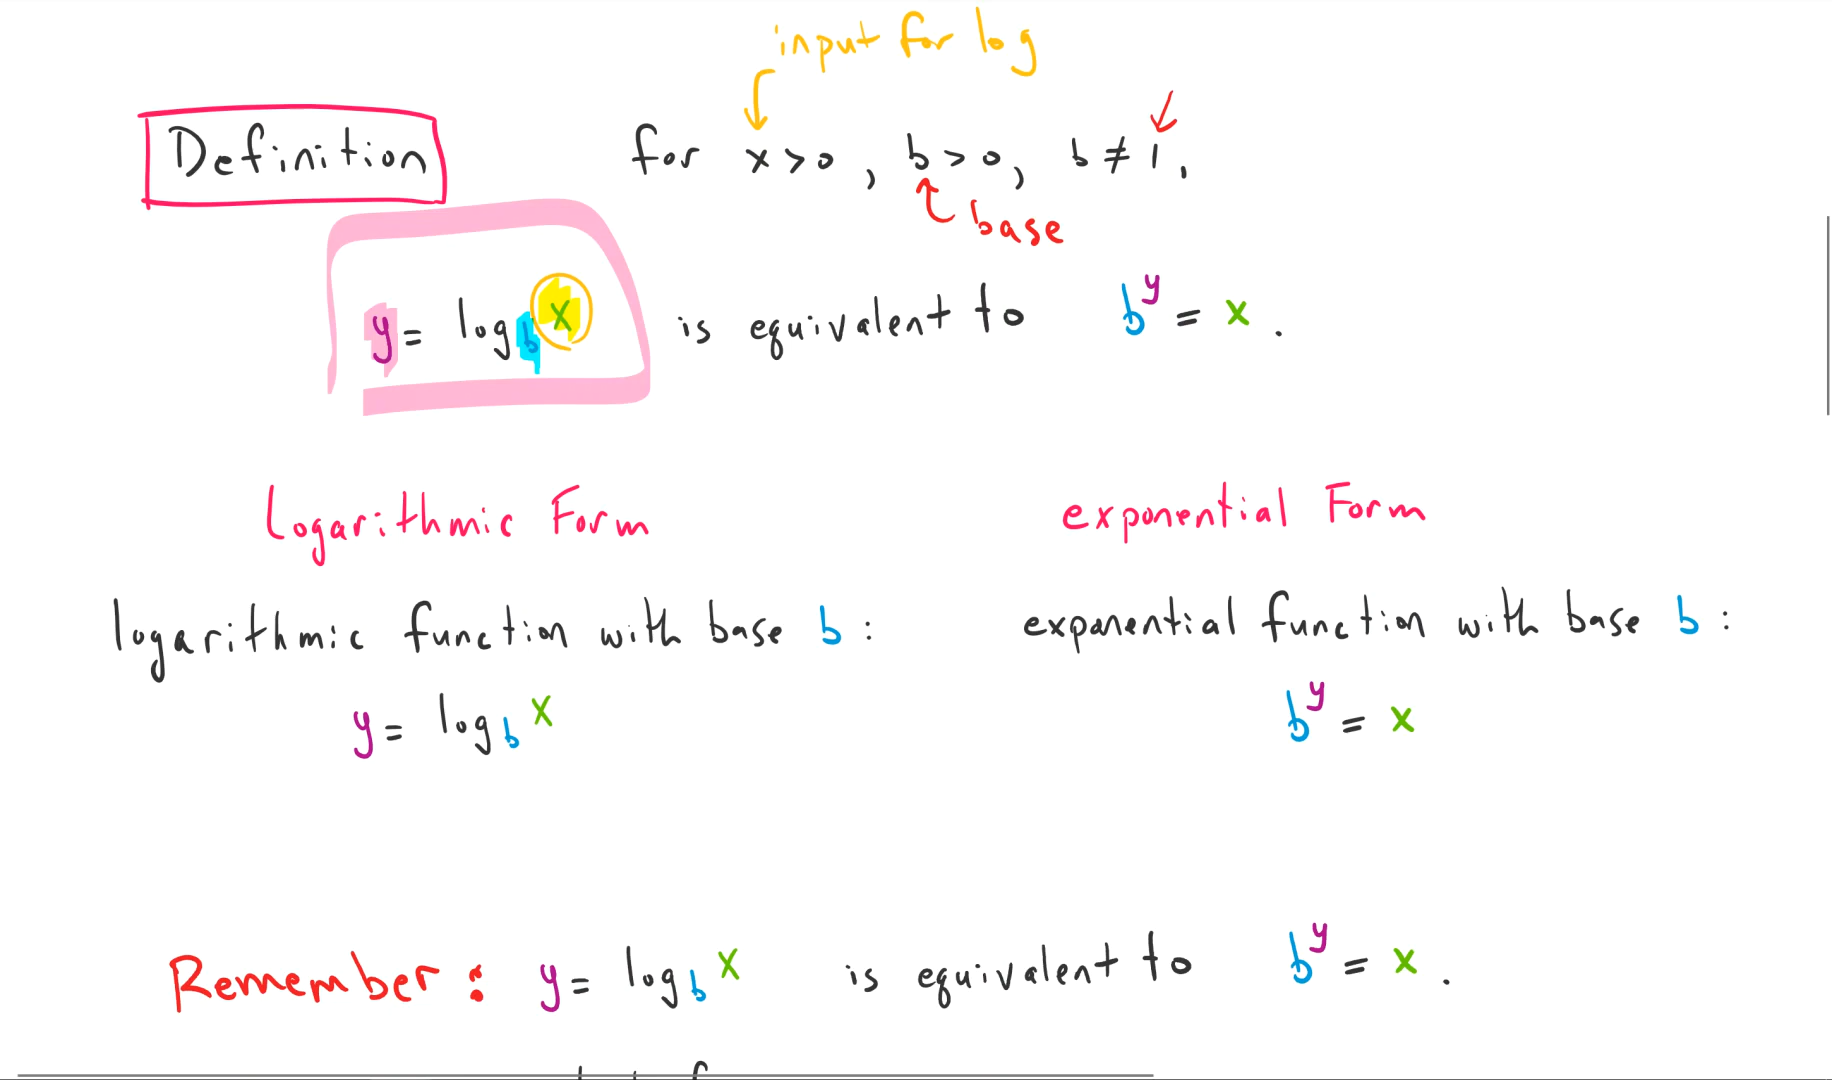 input for log
Definition for x > 0, b > 0, b ≠ 1,
base
y = log_b x is equivalent to b^y = x.
Logarithmic Form exponential Form
logarithmic function with base b: exponential function with base b:
y = log_b x b^y = x
Remember: y = log_b x is equivalent to b^y = x.